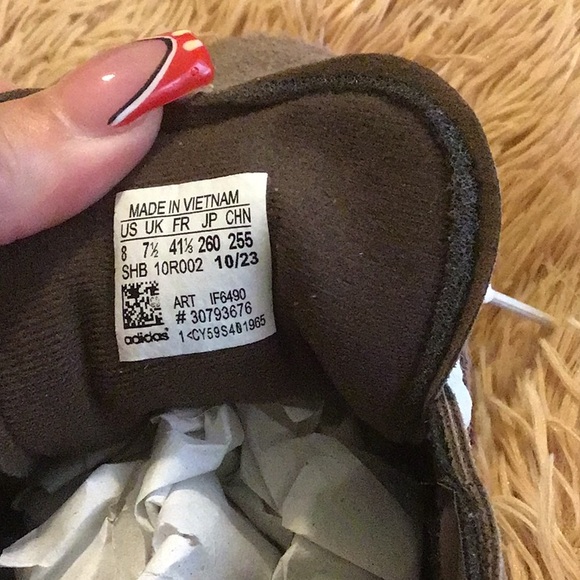 MADE IN VIETNAM
US UK FR JP CHN
8 7½ 41⅓ 260 255
SHB 10R002 10/23
ART IF6490
# 30793676
adidas 1<CY59S401965